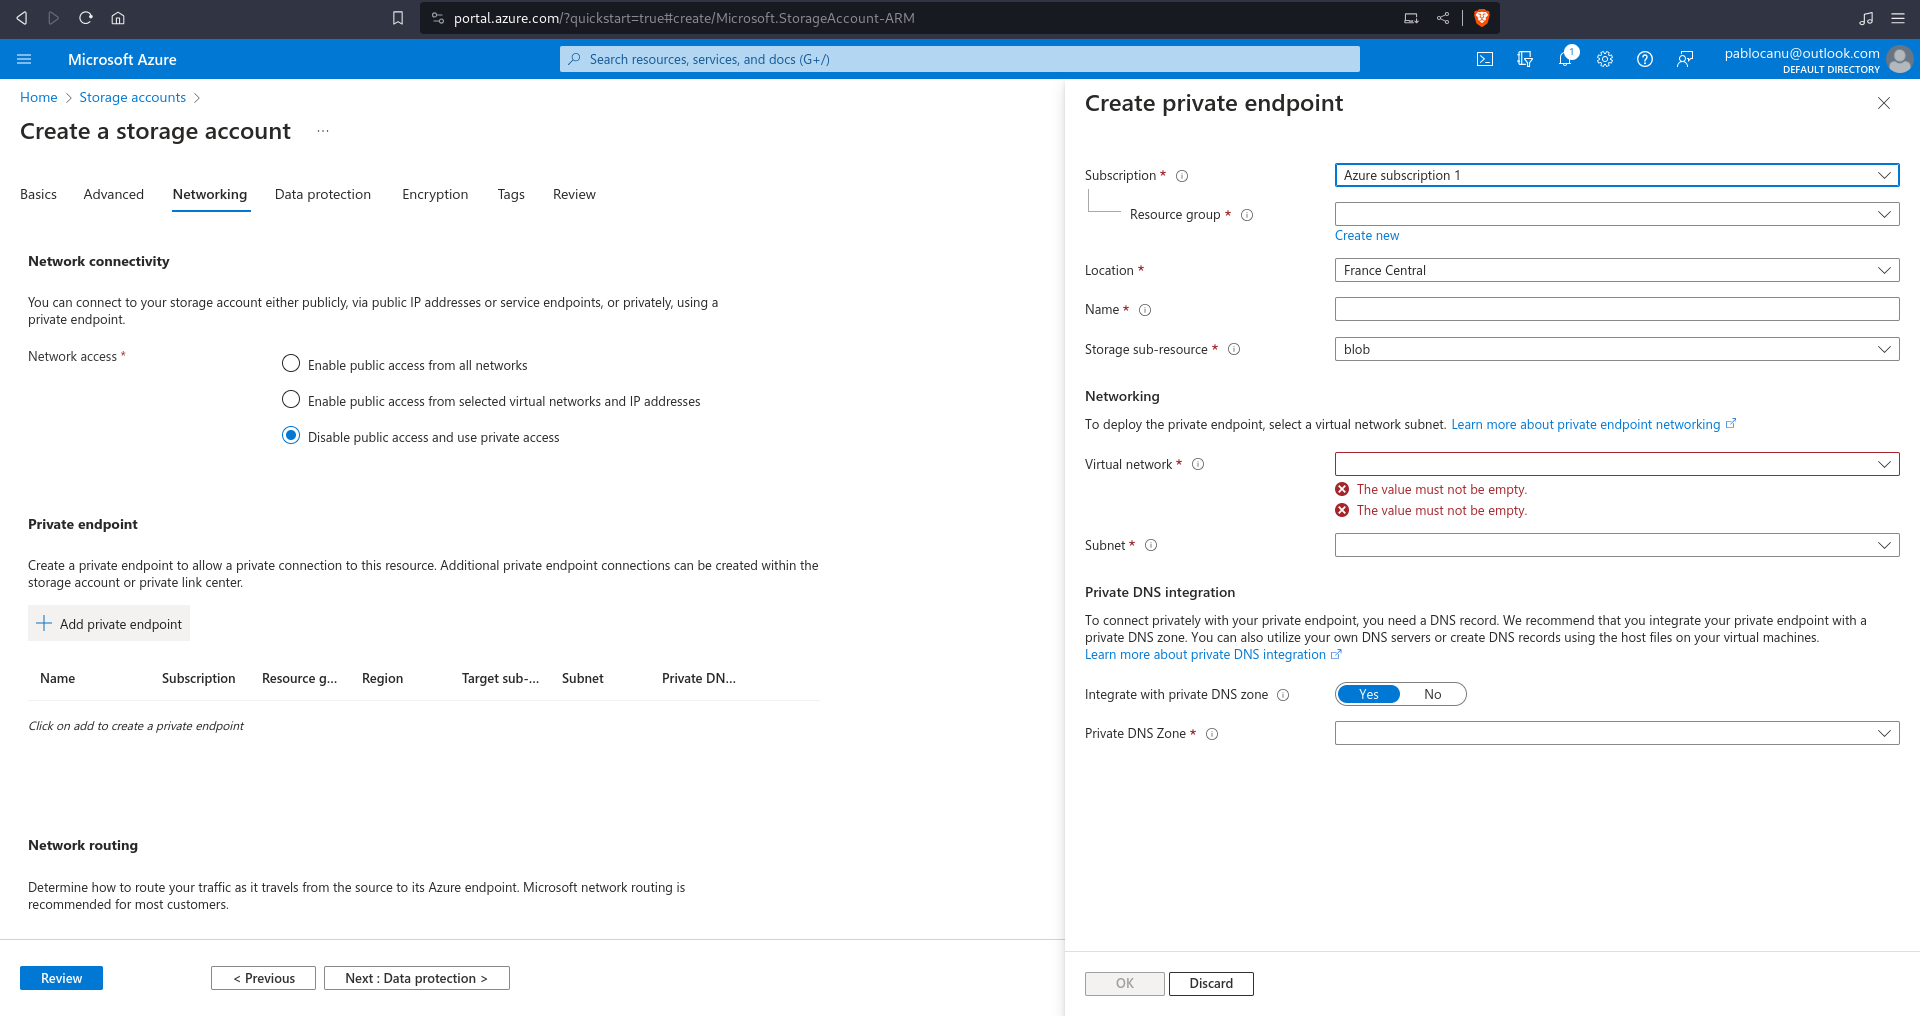 portal.azure.com/?quickstart=true#create/Microsoft.StorageAccount-ARM
Microsoft Azure
Search resources, services, and docs (G+/)
1
pablocanu@outlook.com
DEFAULT DIRECTORY
Home > Storage accounts >
Create a storage account ...
Basics Advanced Networking Data protection Encryption Tags Review
Network connectivity
You can connect to your storage account either publicly, via public IP addresses or service endpoints, or privately, using a
private endpoint.
Network access *
Enable public access from all networks
Enable public access from selected virtual networks and IP addresses
Disable public access and use private access
Private endpoint
Create a private endpoint to allow a private connection to this resource. Additional private endpoint connections can be created within the
storage account or private link center.
Add private endpoint
Name Subscription Resource g... Region Target sub-... Subnet Private DN...
Click on add to create a private endpoint
Network routing
Determine how to route your traffic as it travels from the source to its Azure endpoint. Microsoft network routing is
recommended for most customers.
Review < Previous Next : Data protection >
Create private endpoint
Subscription * Azure subscription 1
Resource group *
Create new
Location * France Central
Name *
Storage sub-resource * blob
Networking
To deploy the private endpoint, select a virtual network subnet. Learn more about private endpoint networking
Virtual network *
The value must not be empty.
The value must not be empty.
Subnet *
Private DNS integration
To connect privately with your private endpoint, you need a DNS record. We recommend that you integrate your private endpoint with a
private DNS zone. You can also utilize your own DNS servers or create DNS records using the host files on your virtual machines.
Learn more about private DNS integration
Integrate with private DNS zone Yes No
Private DNS Zone *
OK Discard